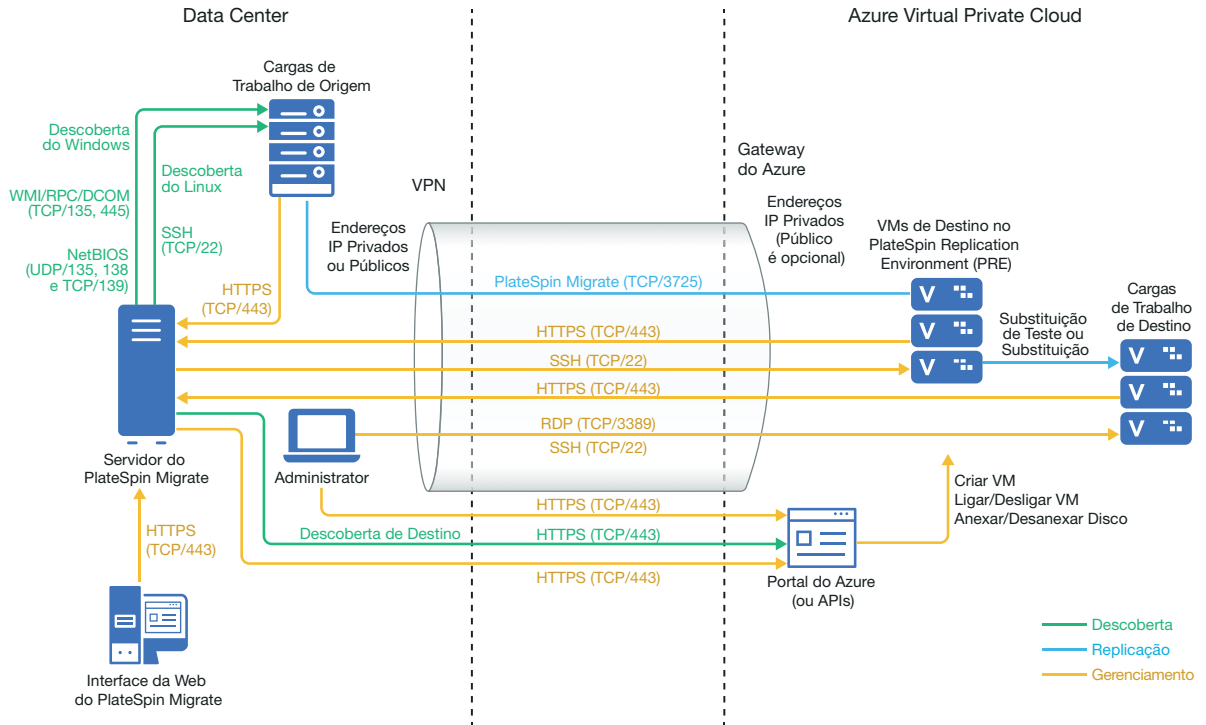 Data Center
Azure Virtual Private Cloud
Cargas de
Trabalho de Origem
Descoberta
do Windows
Descoberta
do Linux
WMI/RPC/DCOM
(TCP/135, 445)
SSH
(TCP/22)
NetBIOS
(UDP/135, 138
e TCP/139)
HTTPS
(TCP/443)
VPN
Endereços
IP Privados
ou Públicos
Gateway
do Azure
Endereços
IP Privados
(Público
é opcional)
VMs de Destino no
PlateSpin Replication
Environment (PRE)
Cargas
de Trabalho
de Destino
PlateSpin Migrate (TCP/3725)
HTTPS (TCP/443)
SSH (TCP/22)
HTTPS (TCP/443)
RDP (TCP/3389)
SSH (TCP/22)
V
V
V
Substituição
de Teste ou
Substituição
V
V
V
Servidor do
PlateSpin Migrate
Administrator
HTTPS (TCP/443)
Descoberta de Destino
HTTPS (TCP/443)
HTTPS (TCP/443)
Criar VM
Ligar/Desligar VM
Anexar/Desanexar Disco
Portal do Azure
(ou APIs)
HTTPS
(TCP/443)
Interface da Web
do PlateSpin Migrate
Descoberta
Replicação
Gerenciamento